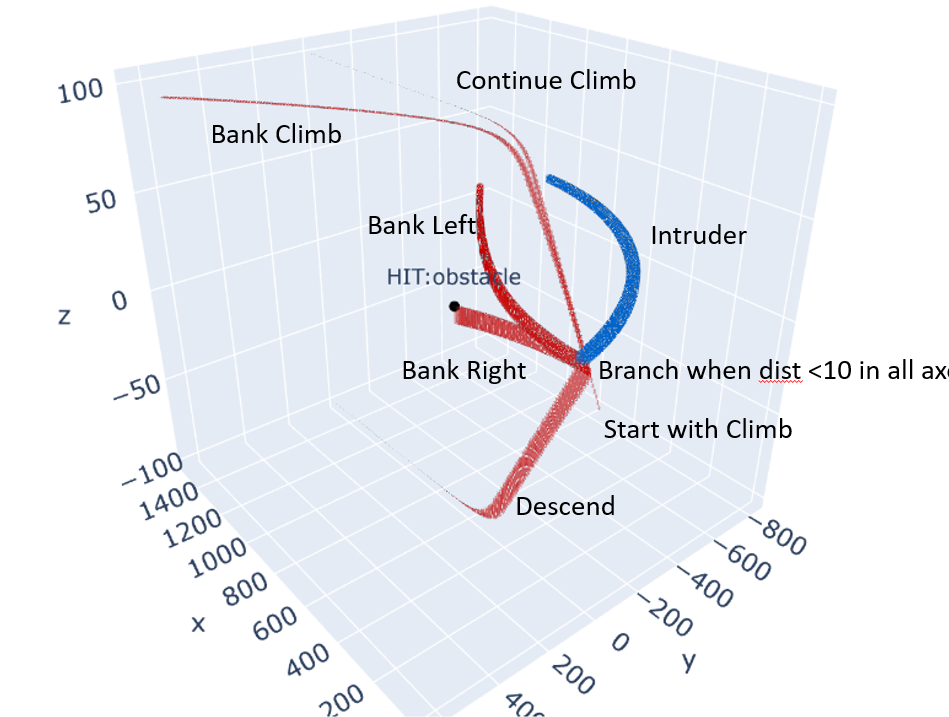 100
Continue Climb
Bank Climb
50
Bank Left
Intruder
HIT:obstacle
0
z
Bank Right
Branch when dist <10 in all axe
−50
Start with Climb
−100
1400
Descend
1200
−800
1000
−600
800
−400
x
600
−200
400
0
y
200
200
400